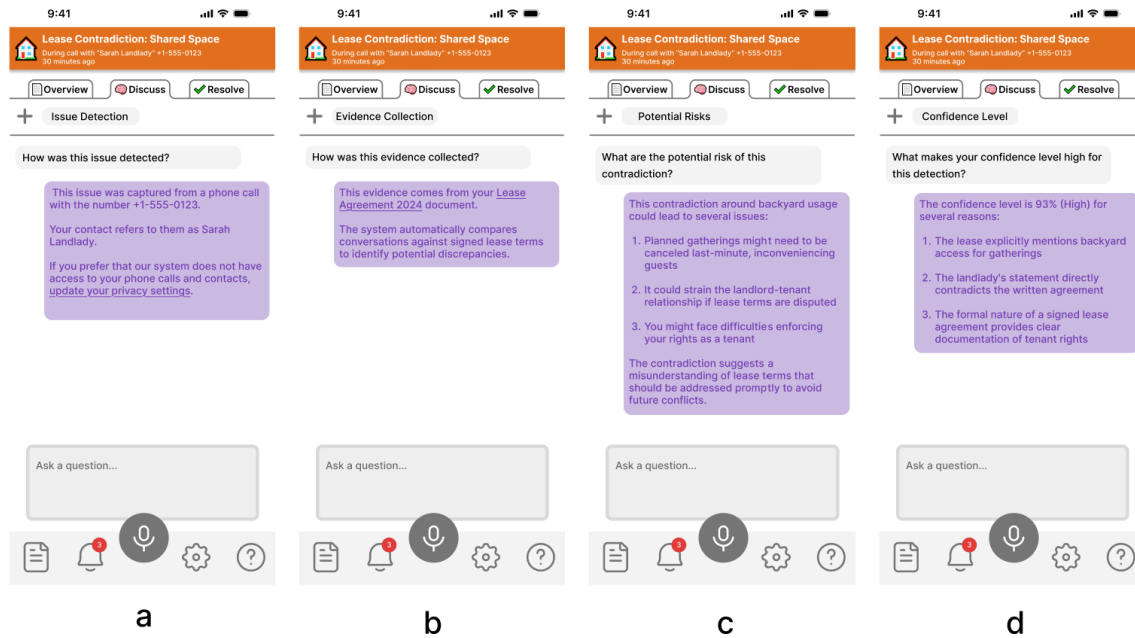 9:41
Lease Contradiction: Shared Space
During call with "Sarah Landlady" +1-555-0123
30 minutes ago
Overview
Discuss
Resolve
Issue Detection
How was this issue detected?
This issue was captured from a phone call
with the number +1-555-0123.
Your contact refers to them as Sarah
Landlady.
If you prefer that our system does not have
access to your phone calls and contacts,
update your privacy settings.
Ask a question...
3
a
9:41
Lease Contradiction: Shared Space
During call with "Sarah Landlady" +1-555-0123
30 minutes ago
Overview
Discuss
Resolve
Evidence Collection
How was this evidence collected?
This evidence comes from your Lease
Agreement 2024 document.
The system automatically compares
conversations against signed lease terms
to identify potential discrepancies.
Ask a question...
3
b
9:41
Lease Contradiction: Shared Space
During call with "Sarah Landlady" +1-555-0123
30 minutes ago
Overview
Discuss
Resolve
Potential Risks
What are the potential risk of this
contradiction?
This contradiction around backyard usage
could lead to several issues:
1. Planned gatherings might need to be
canceled last-minute, inconveniencing
guests
2. It could strain the landlord-tenant
relationship if lease terms are disputed
3. You might face difficulties enforcing
your rights as a tenant
The contradiction suggests a
misunderstanding of lease terms that
should be addressed promptly to avoid
future conflicts.
Ask a question...
3
c
9:41
Lease Contradiction: Shared Space
During call with "Sarah Landlady" +1-555-0123
30 minutes ago
Overview
Discuss
Resolve
Confidence Level
What makes your confidence level high for
this detection?
The confidence level is 93% (High) for
several reasons:
1. The lease explicitly mentions backyard
access for gatherings
2. The landlady's statement directly
contradicts the written agreement
3. The formal nature of a signed lease
agreement provides clear
documentation of tenant rights
Ask a question...
3
d